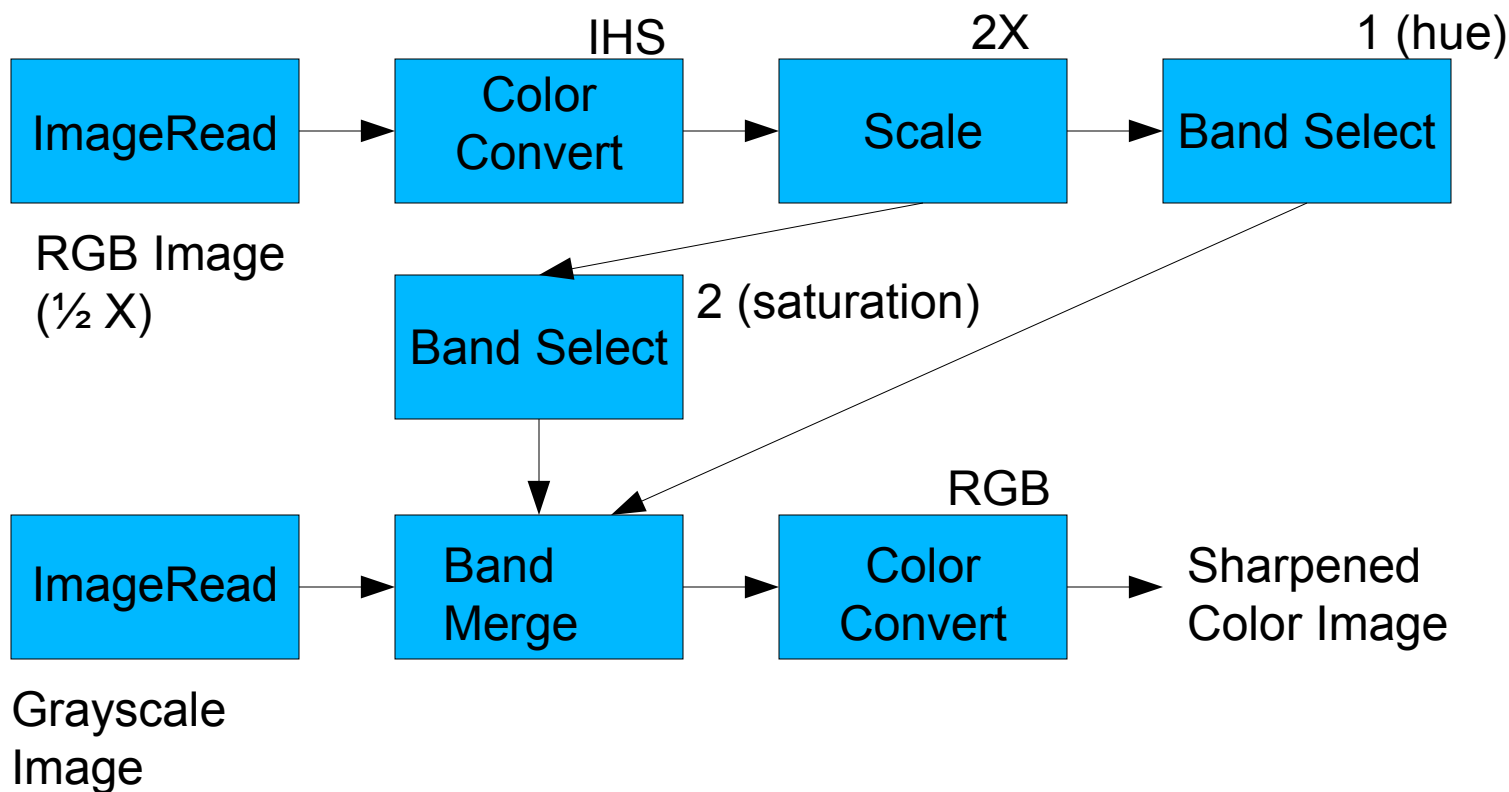 IHS
2X
1 (hue)
ImageRead
Color
Convert
Scale
Band Select
RGB Image
(½ X)
Band Select
2 (saturation)
RGB
ImageRead
Band
Merge
Color
Convert
Sharpened
Color Image
Grayscale
Image